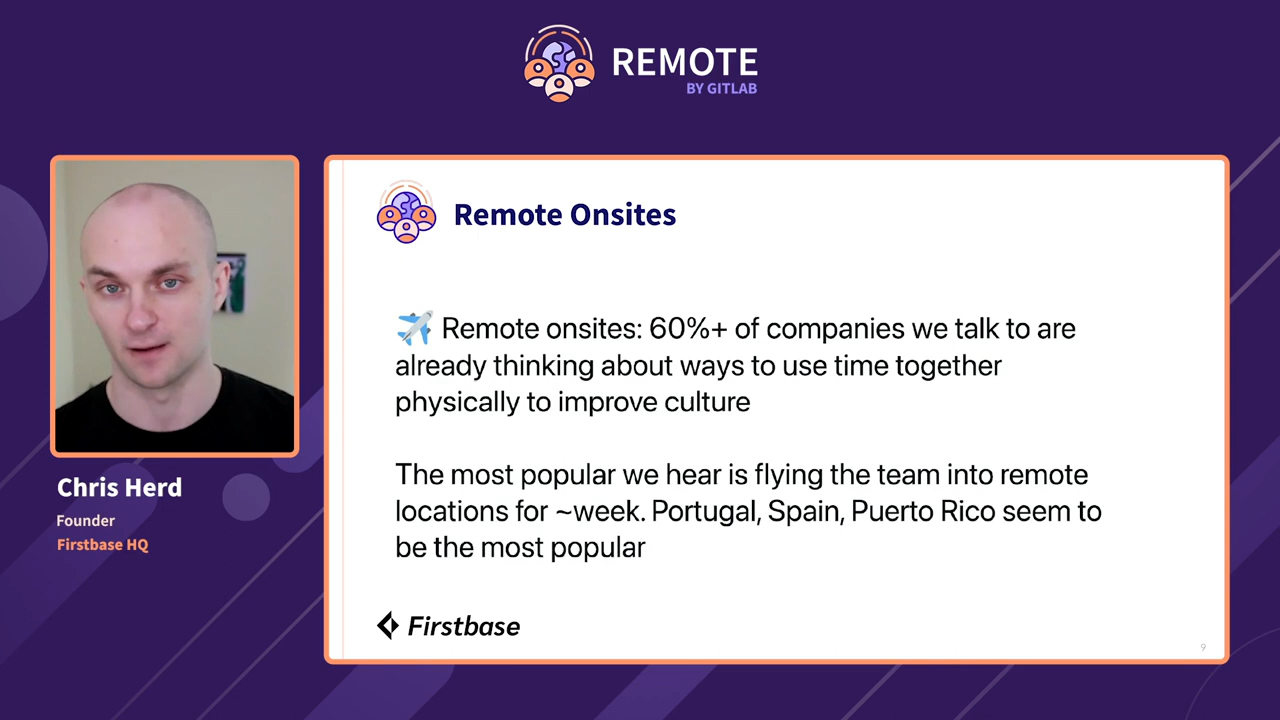 REMOTE
BY GITLAB
Chris Herd
Founder
Firstbase HQ
Remote Onsites
✈️ Remote onsites: 60%+ of companies we talk to are
already thinking about ways to use time together
physically to improve culture
The most popular we hear is flying the team into remote
locations for ~week. Portugal, Spain, Puerto Rico seem to
be the most popular
Firstbase
9